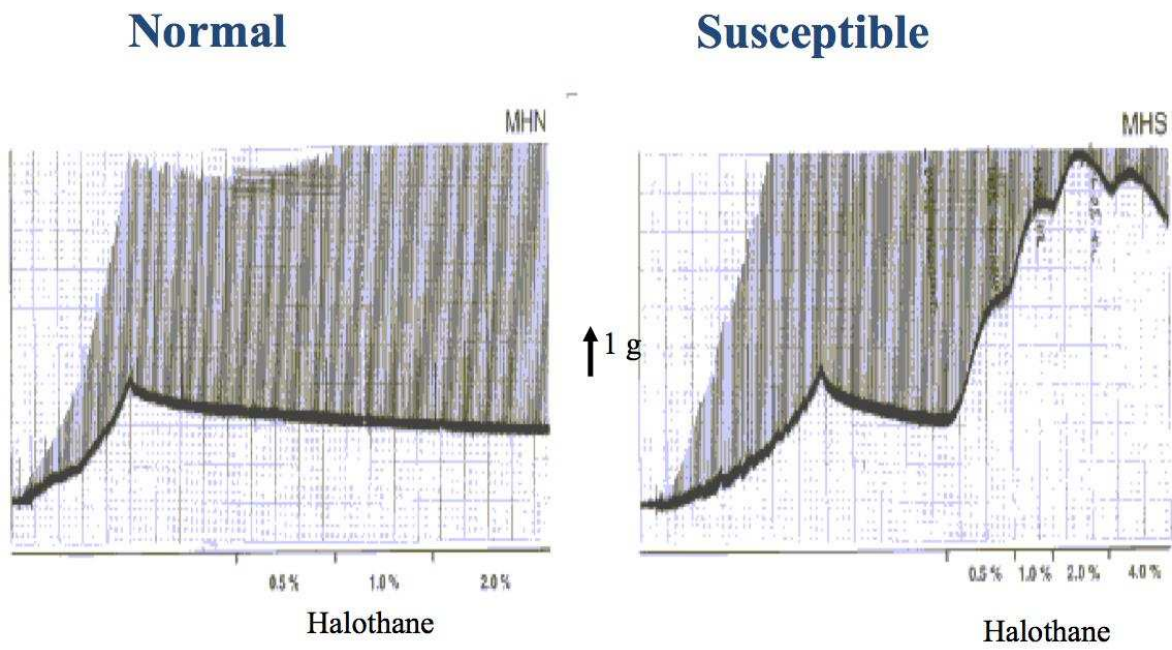 Normal
Susceptible
MHN
MHS
1 g
0.5 % 1.0 % 2.0 %
0.5 % 1.0 % 2.0 % 4.0 %
Halothane
Halothane